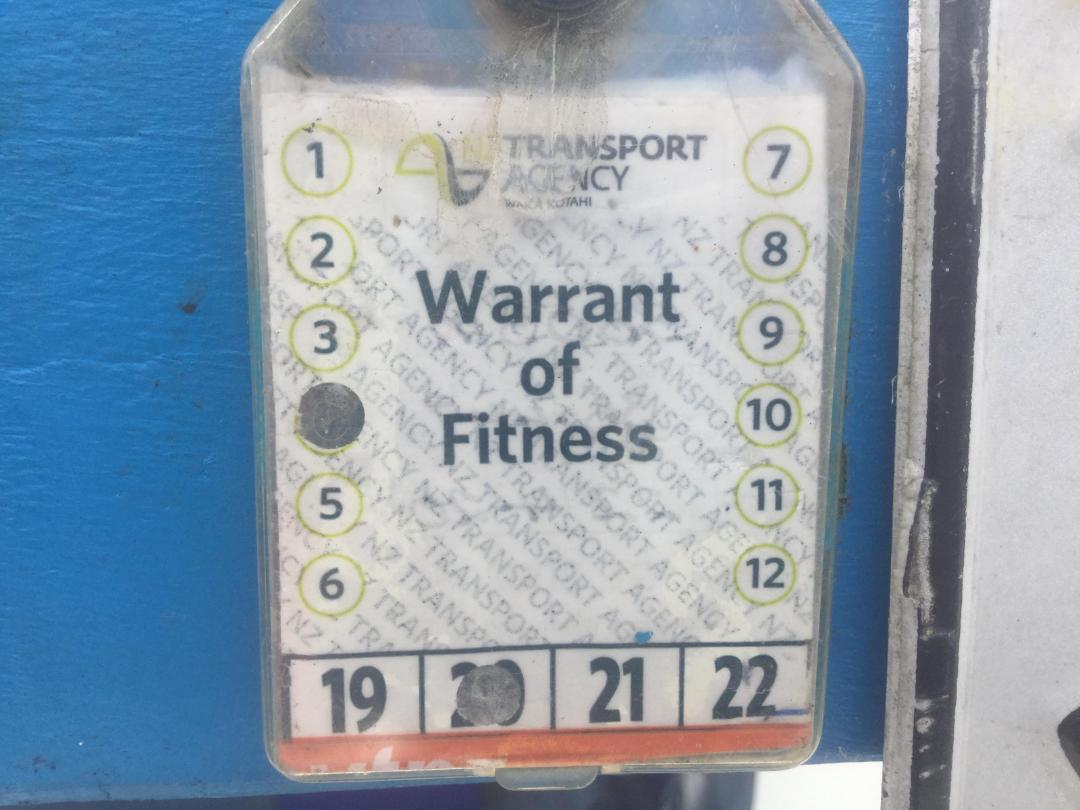 TRANSPORT
AGENCY
WAKA KOTAHI
1
7
2
8
Warrant
3
9
of
10
Fitness
5
11
6
12
19
20
21
22